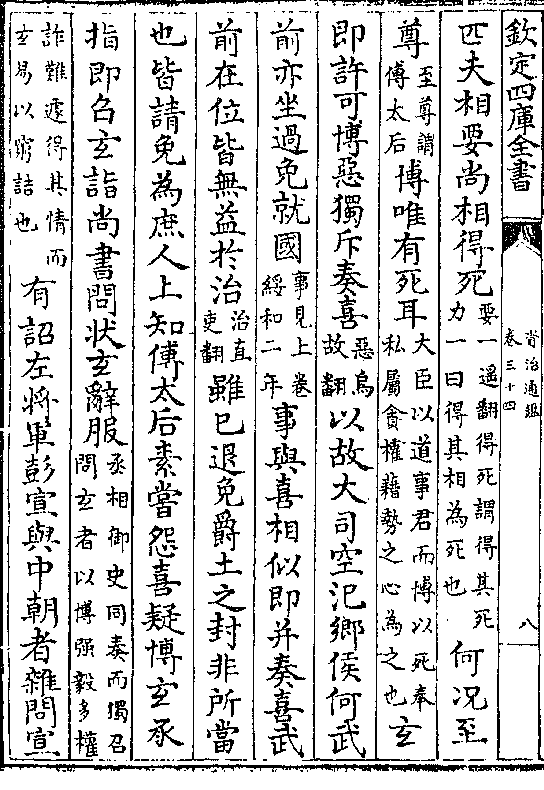 欽定四庫全書
資治通鑑
卷三十四
八
匹夫相要尚相得死要一遙翻得死謂得其死力一曰得其相為死也何況至
尊至尊謂傅太后博唯有死耳大臣以道事君而博以死奉私屬貪權藉勢之心為之也玄
即許可博惡獨斥奏喜惡烏故翻以故大司空汜鄉侯何武
前亦坐過免就國事見上卷綏和二年事與喜相似即并奏喜武
前在位皆無益於治治直吏翻雖已退免爵土之封非所當
也皆請免為庶人上知傅太后素嘗怨喜疑博玄承
指即召玄詣尚書問狀玄辭服丞相御史同奏而獨召問玄者以博強毅多權
詐難遽得其情而玄易以窮詰也有詔左將軍彭宣與中朝者雜問宣